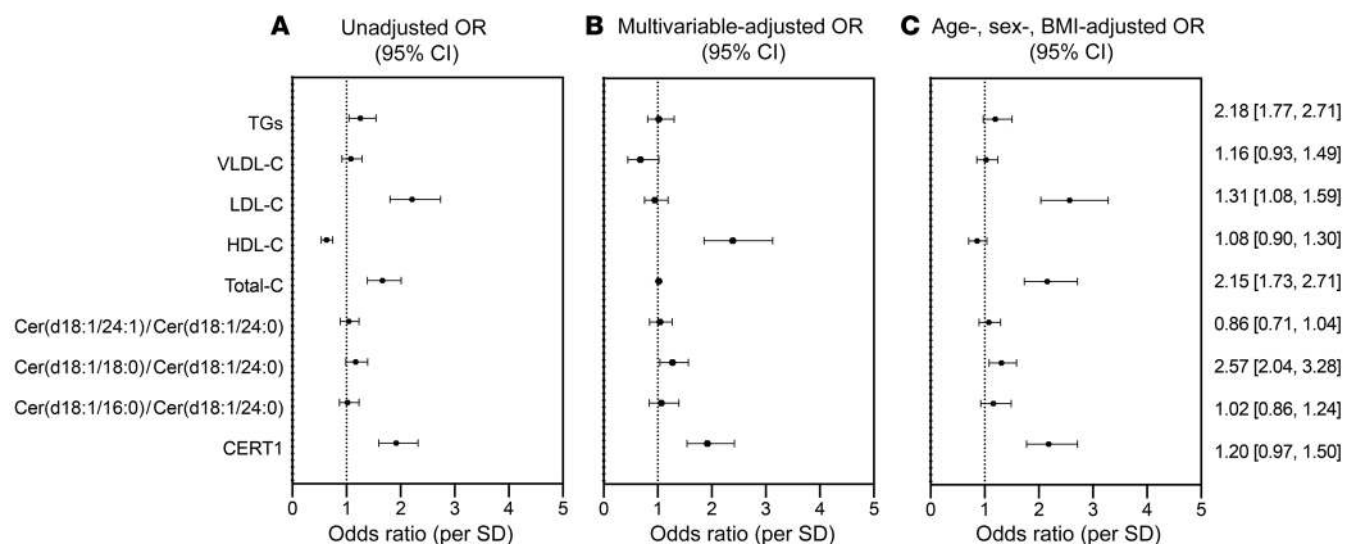 A Unadjusted OR
(95% CI)
B Multivariable-adjusted OR
(95% CI)
C Age-, sex-, BMI-adjusted OR
(95% CI)
TGs
VLDL-C
LDL-C
HDL-C
Total-C
Cer(d18:1/24:1)/Cer(d18:1/24:0)
Cer(d18:1/18:0)/Cer(d18:1/24:0)
Cer(d18:1/16:0)/Cer(d18:1/24:0)
CERT1
0 1 2 3 4 5
Odds ratio (per SD)
0 1 2 3 4 5
Odds ratio (per SD)
0 1 2 3 4 5
Odds ratio (per SD)
2.18 [1.77, 2.71]
1.16 [0.93, 1.49]
1.31 [1.08, 1.59]
1.08 [0.90, 1.30]
2.15 [1.73, 2.71]
0.86 [0.71, 1.04]
2.57 [2.04, 3.28]
1.02 [0.86, 1.24]
1.20 [0.97, 1.50]